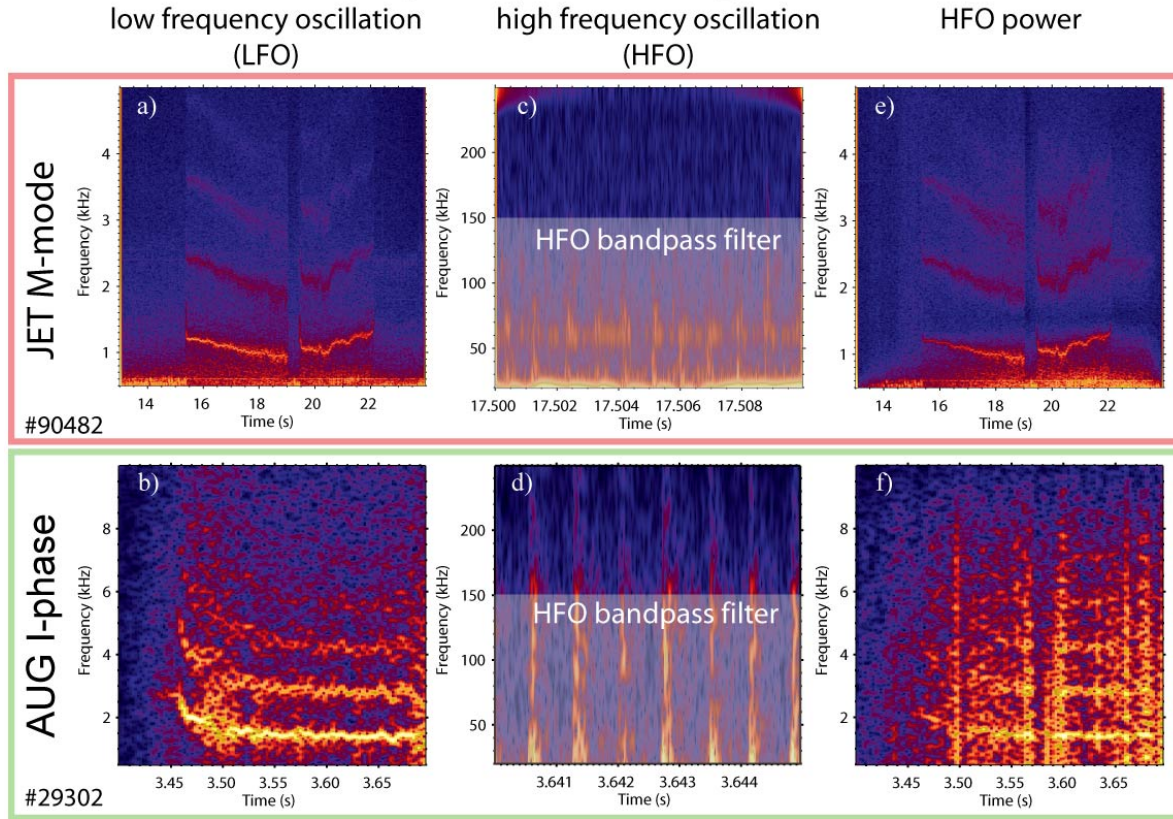 low frequency oscillation
(LFO)
high frequency oscillation
(HFO)
HFO power
JET M-mode
#90482
a)
Frequency (kHz)
4
3
2
1
14 16 18 20 22
Time (s)
c)
HFO bandpass filter
Frequency (kHz)
200
150
100
50
17.500 17.502 17.504 17.506 17.508
Time (s)
e)
Frequency (kHz)
4
3
2
1
14 16 18 20 22
Time (s)
AUG I-phase
#29302
b)
Frequency (kHz)
8
6
4
2
3.45 3.50 3.55 3.60 3.65
Time (s)
d)
HFO bandpass filter
Frequency (kHz)
200
150
100
50
3.641 3.642 3.643 3.644
Time (s)
f)
Frequency (kHz)
8
6
4
2
3.45 3.50 3.55 3.60 3.65
Time (s)